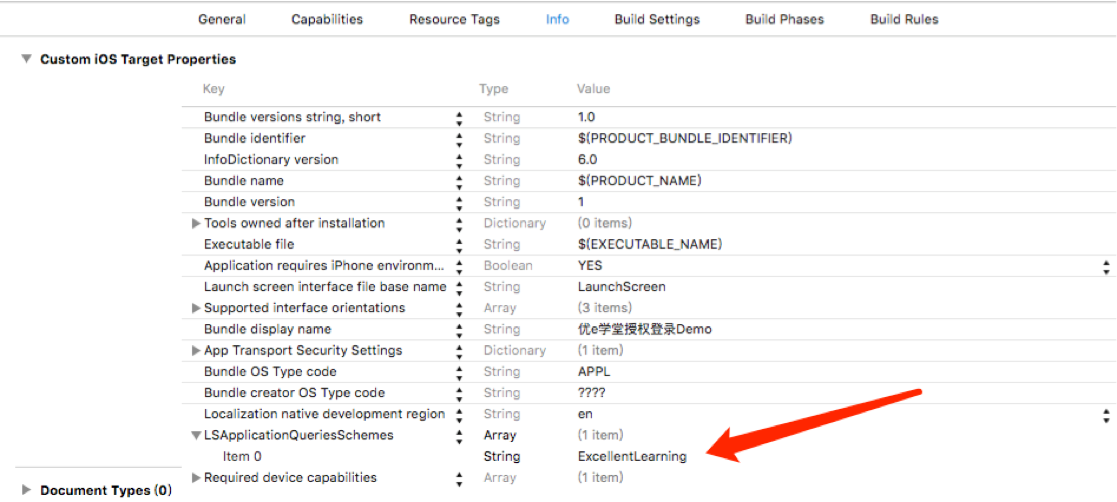 General Capabilities Resource Tags Info Build Settings Build Phases Build Rules
Custom iOS Target Properties
Key Type Value
Bundle versions string, short String 1.0
Bundle identifier String $(PRODUCT_BUNDLE_IDENTIFIER)
InfoDictionary version String 6.0
Bundle name String $(PRODUCT_NAME)
Bundle version String 1
Tools owned after installation Dictionary (0 items)
Executable file String $(EXECUTABLE_NAME)
Application requires iPhone environm... Boolean YES
Launch screen interface file base name String LaunchScreen
Supported interface orientations Array (3 items)
Bundle display name String 优e学堂授权登录Demo
App Transport Security Settings Dictionary (1 item)
Bundle OS Type code String APPL
Bundle creator OS Type code String ????
Localization native development region String en
LSApplicationQueriesSchemes Array (1 item)
Item 0 String ExcellentLearning
Required device capabilities Array (1 item)
Document Types (0)